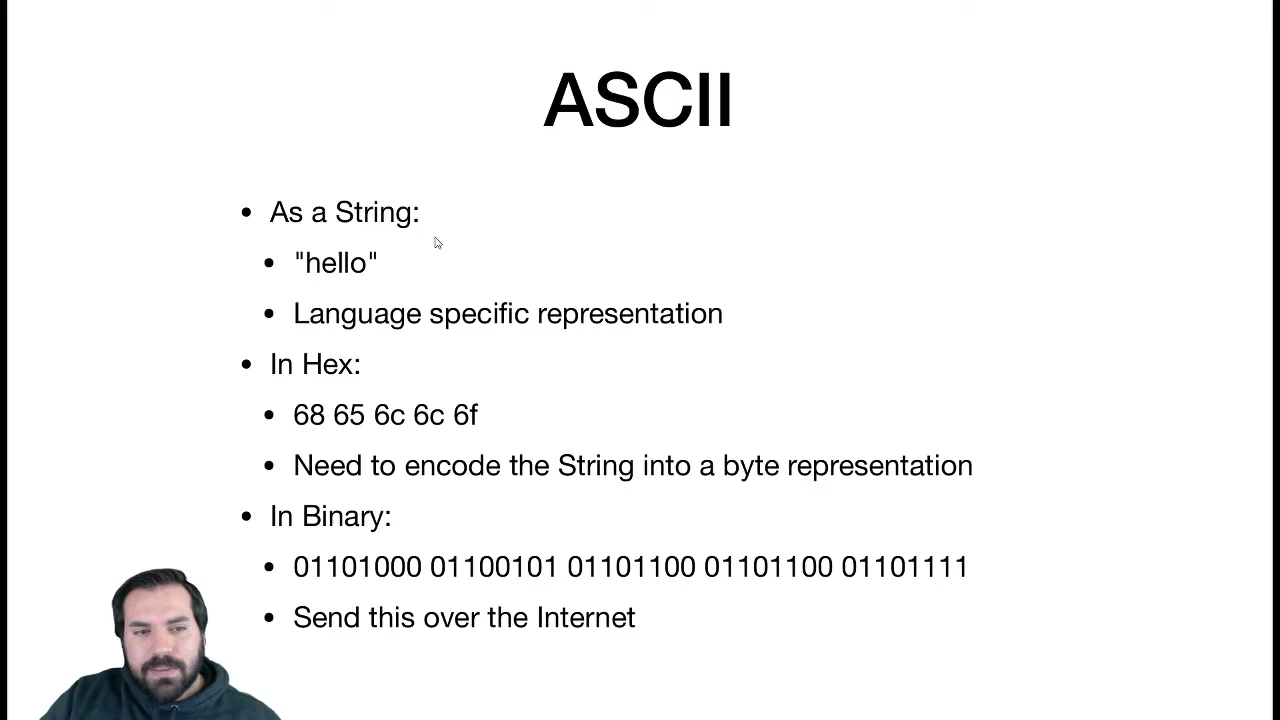 ASCII
• As a String:
• "hello"
• Language specific representation
• In Hex:
• 68 65 6c 6c 6f
• Need to encode the String into a byte representation
• In Binary:
• 01101000 01100101 01101100 01101100 01101111
• Send this over the Internet